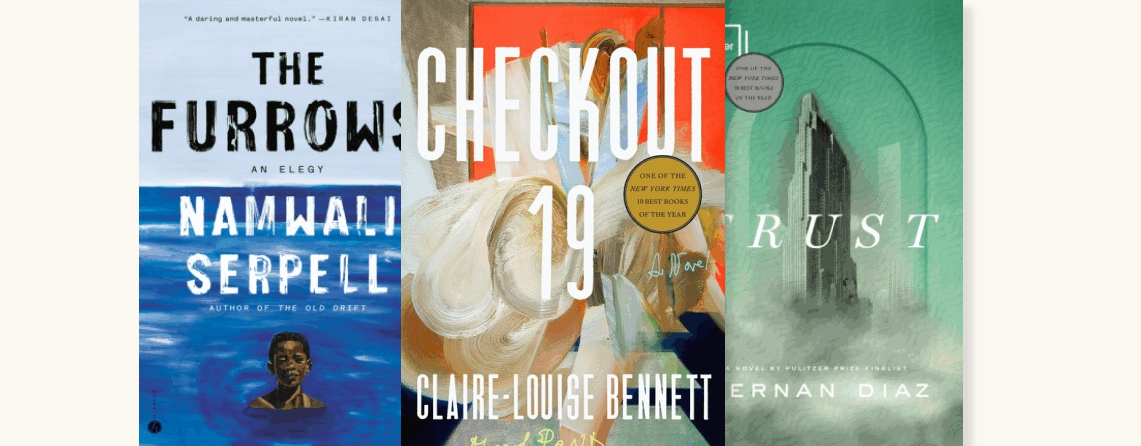 "A daring and masterful novel." —KIRAN DESAI
THE
FURROWS
AN ELEGY
NAMWALI
SERPELL
AUTHOR OF THE OLD DRIFT
CHECKOUT
19
ONE OF THE
NEW YORK TIMES
10 BEST BOOKS
OF THE YEAR
A Novel
CLAIRE-LOUISE BENNETT
ONE OF THE
NEW YORK TIMES
10 BEST BOOKS
OF THE YEAR
TRUST
A NOVEL BY PULITZER PRIZE FINALIST
ERNAN DIAZ